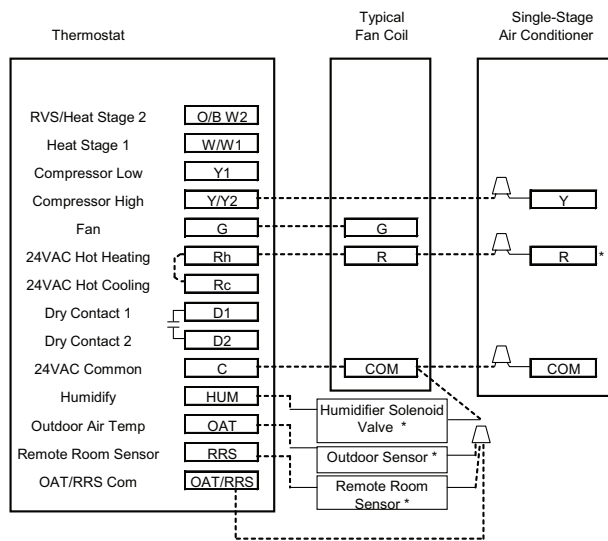 Thermostat
Typical
Fan Coil
Single-Stage
Air Conditioner
RVS/Heat Stage 2 O/B W2
Heat Stage 1 W/W1
Compressor Low Y1
Compressor High Y/Y2 Y
Fan G G
24VAC Hot Heating Rh R R *
24VAC Hot Cooling Rc
Dry Contact 1 D1
Dry Contact 2 D2
24VAC Common C COM COM
Humidify HUM
Humidifier Solenoid
Valve *
Outdoor Air Temp OAT
Outdoor Sensor *
Remote Room Sensor RRS
Remote Room
Sensor *
OAT/RRS Com OAT/RRS